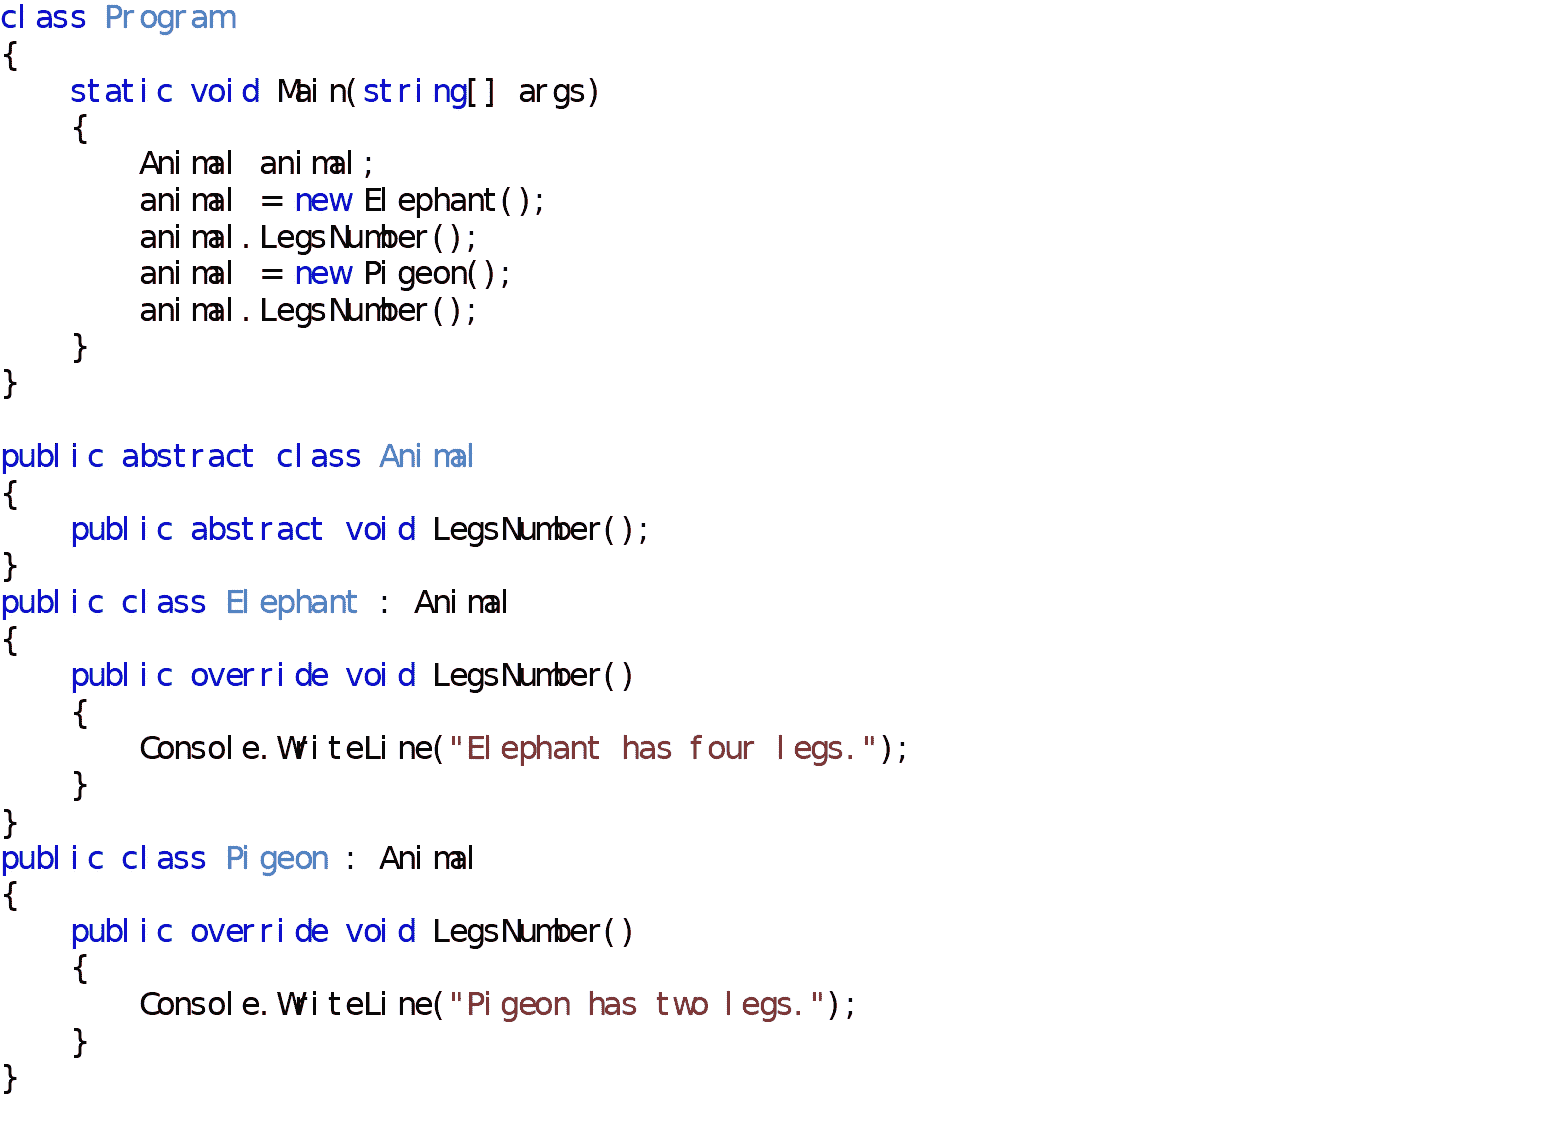 class Program
{
    static void Main(string[] args)
    {
        Animal animal;
        animal = new Elephant();
        animal.LegsNumber();
        animal = new Pigeon();
        animal.LegsNumber();
    }
}

public abstract class Animal
{
    public abstract void LegsNumber();
}
public class Elephant : Animal
{
    public override void LegsNumber()
    {
        Console.WriteLine("Elephant has four legs.");
    }
}
public class Pigeon : Animal
{
    public override void LegsNumber()
    {
        Console.WriteLine("Pigeon has two legs.");
    }
}